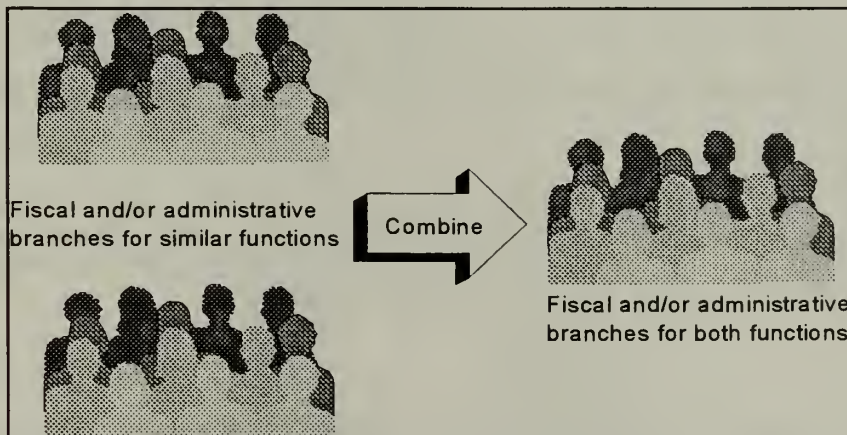 Fiscal and/or administrative
branches for similar functions
Combine
Fiscal and/or administrative
branches for both functions